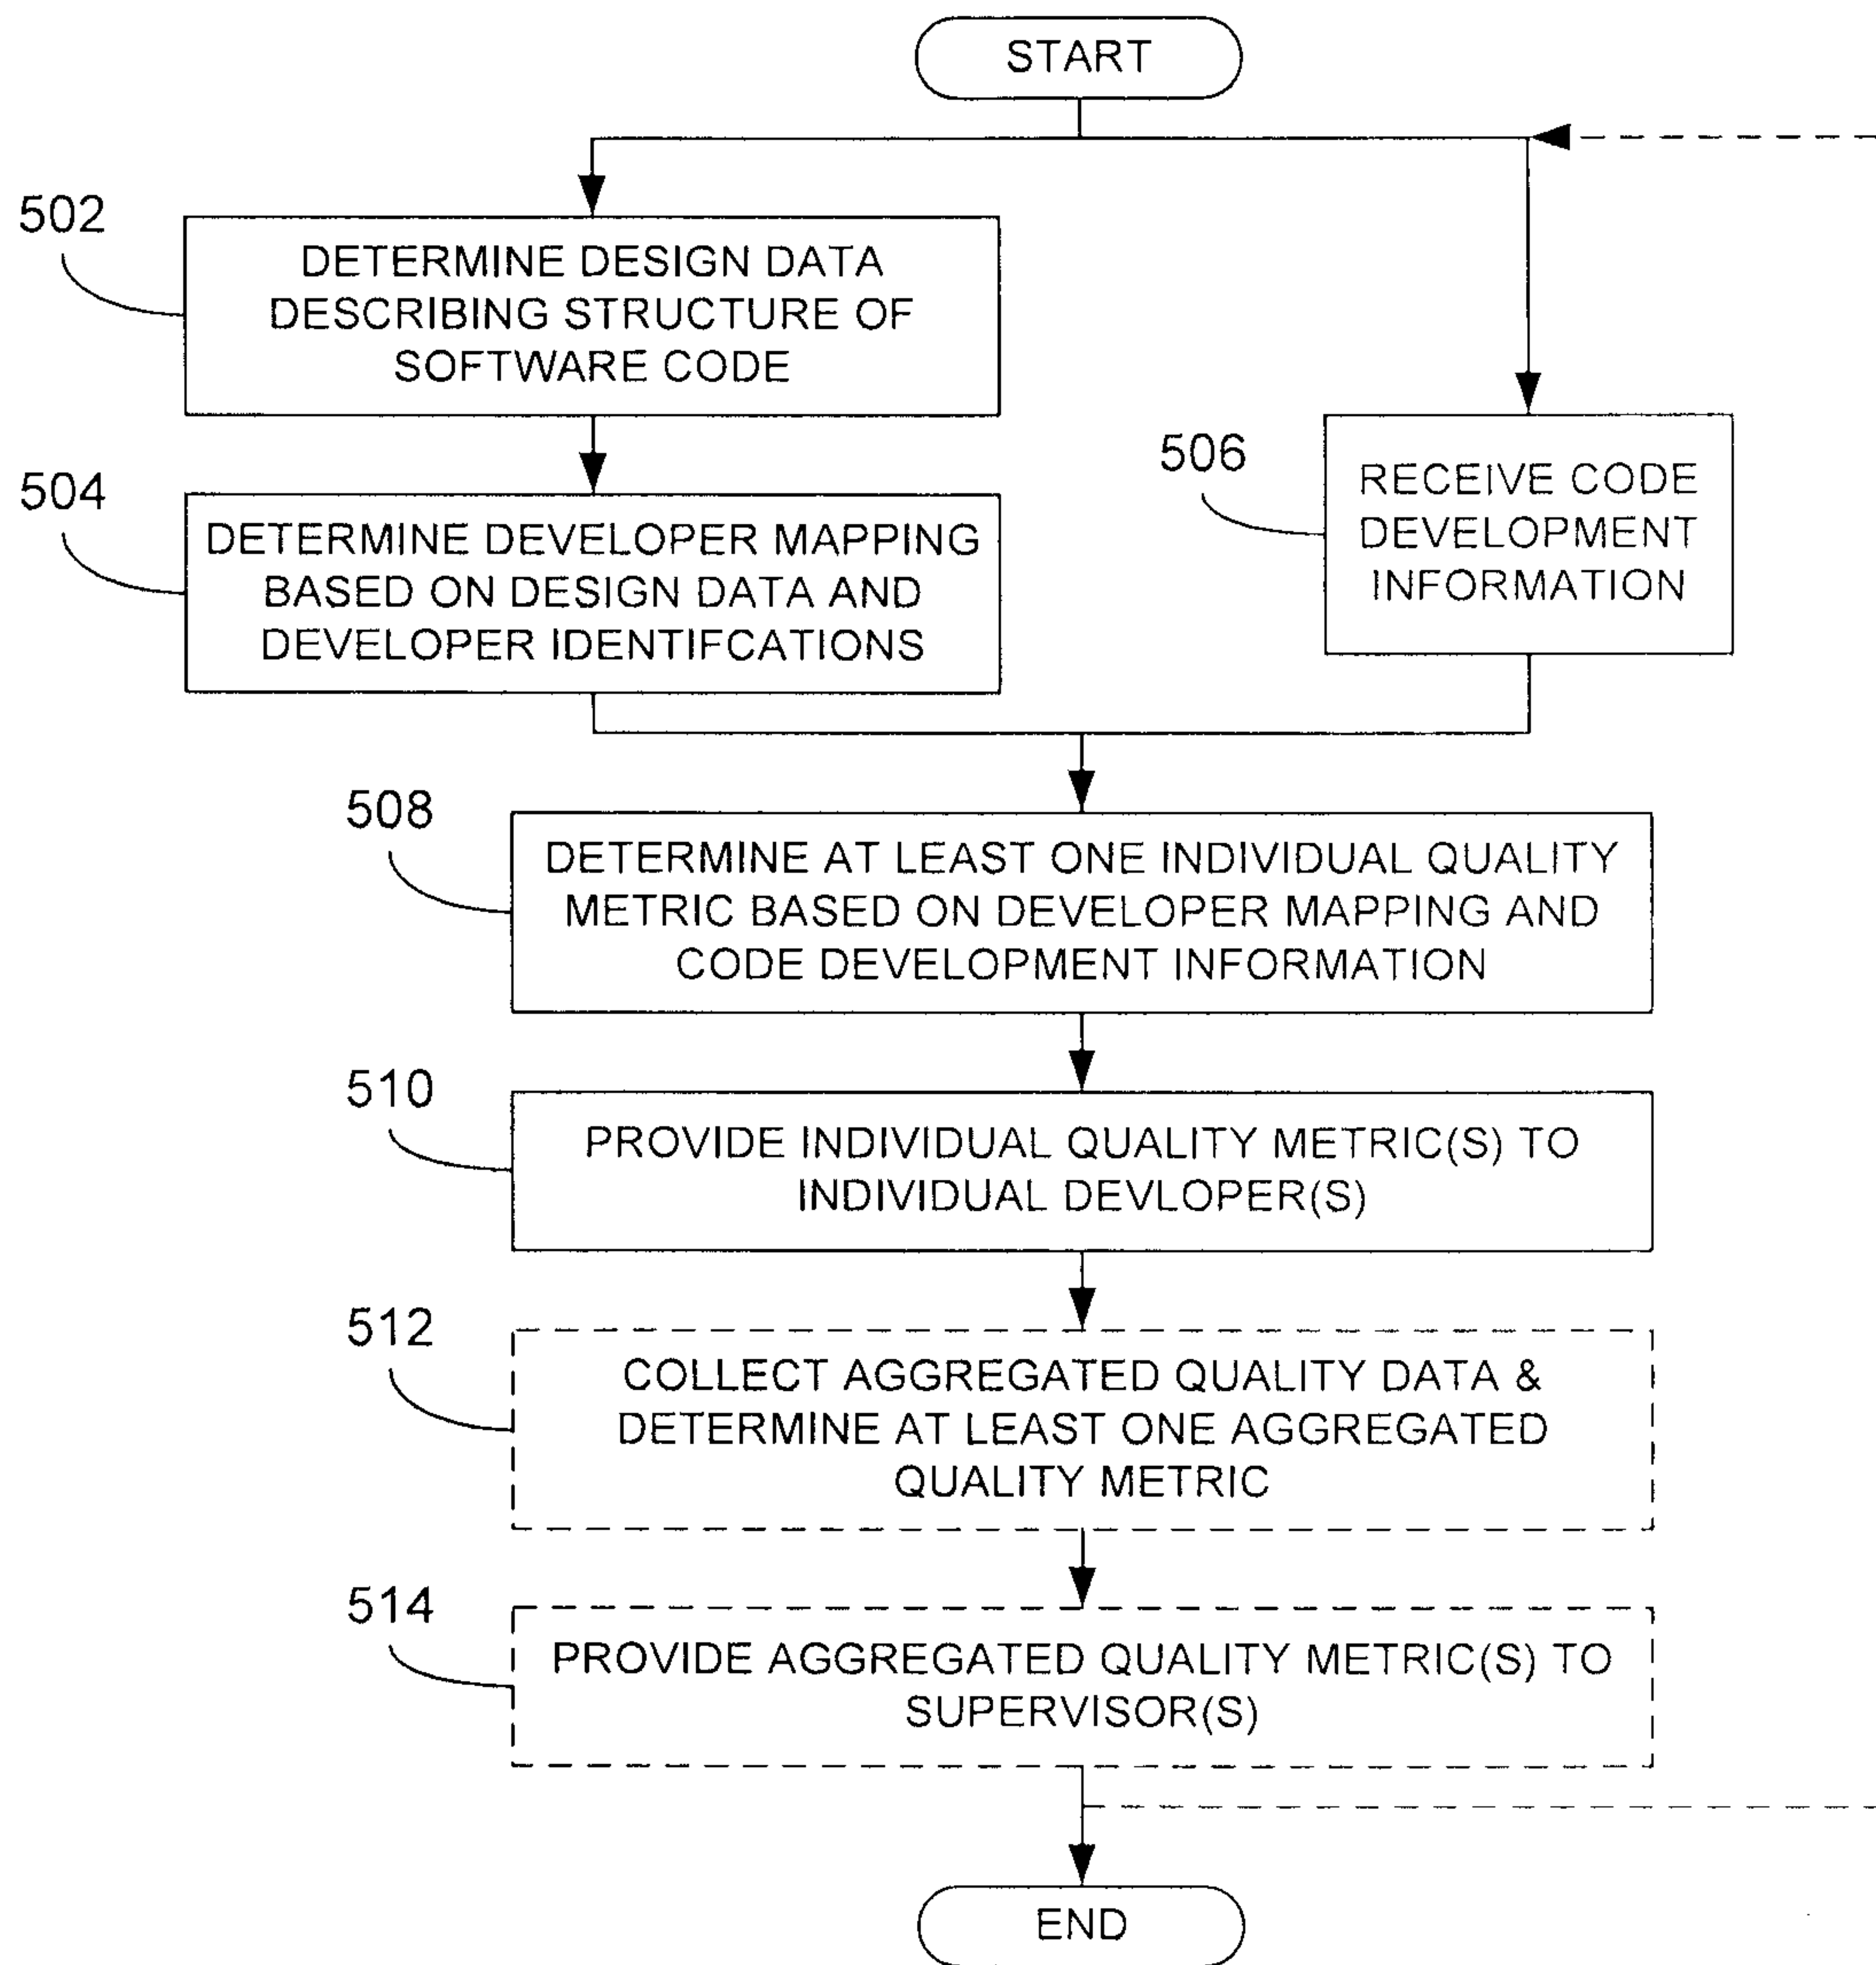 START
502
DETERMINE DESIGN DATA
DESCRIBING STRUCTURE OF
SOFTWARE CODE
504
DETERMINE DEVELOPER MAPPING
BASED ON DESIGN DATA AND
DEVELOPER IDENTIFCATIONS
506
RECEIVE CODE
DEVELOPMENT
INFORMATION
508
DETERMINE AT LEAST ONE INDIVIDUAL QUALITY
METRIC BASED ON DEVELOPER MAPPING AND
CODE DEVELOPMENT INFORMATION
510
PROVIDE INDIVIDUAL QUALITY METRIC(S) TO
INDIVIDUAL DEVLOPER(S)
512
COLLECT AGGREGATED QUALITY DATA &
DETERMINE AT LEAST ONE AGGREGATED
QUALITY METRIC
514
PROVIDE AGGREGATED QUALITY METRIC(S) TO
SUPERVISOR(S)
END